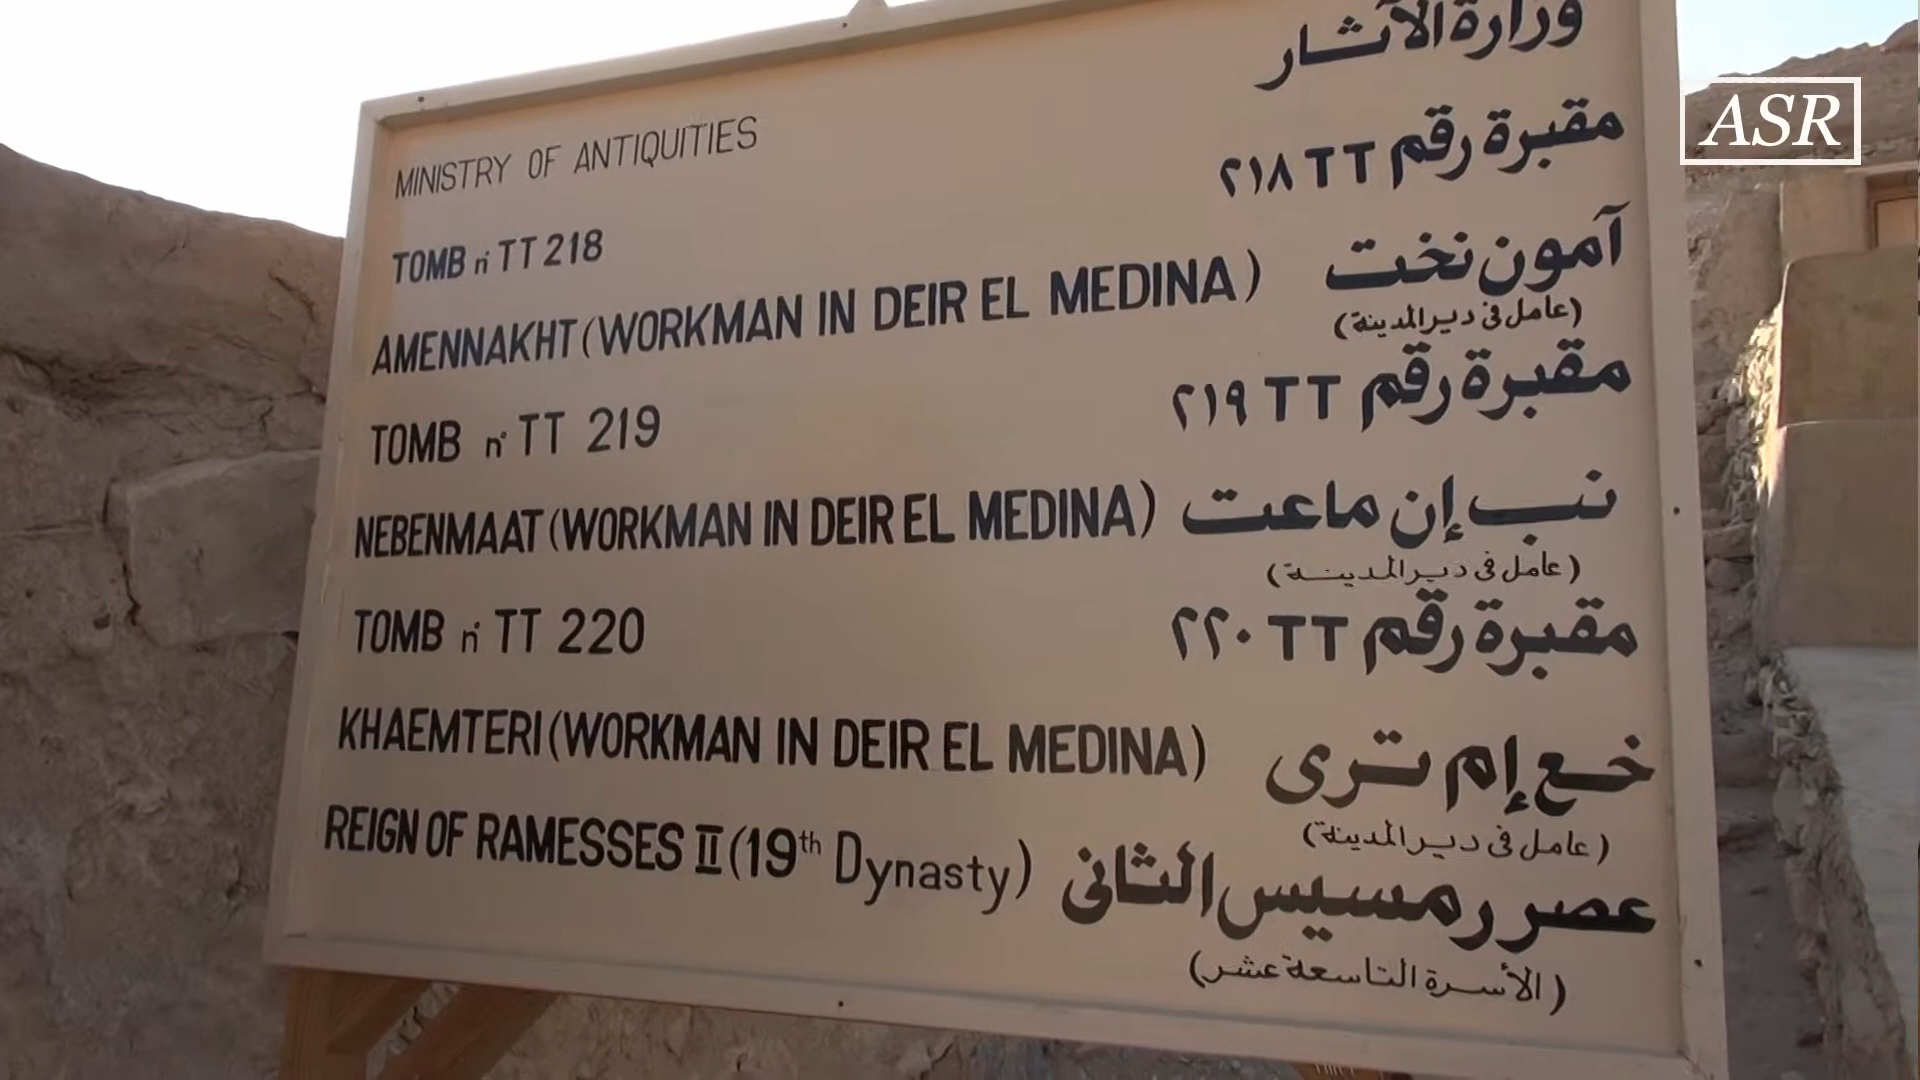 MINISTRY OF ANTIQUITIES
TOMB n° TT 218
AMENNAKHT (WORKMAN IN DEIR EL MEDINA)
TOMB n° TT 219
NEBENMAAT (WORKMAN IN DEIR EL MEDINA)
TOMB n° TT 220
KHAEMTERI (WORKMAN IN DEIR EL MEDINA)
REIGN OF RAMESSES II (19th Dynasty)
وزارة الآثار
مقبرة رقم TT ٢١٨
آمون نخت
(عامل فى دير المدينة)
مقبرة رقم TT ٢١٩
نب إن ماعت
(عامل فى دير المدينة)
مقبرة رقم TT ٢٢٠
خع إم ترى
(عامل فى دير المدينة)
عصر رمسيس الثانى
(الأسرة التاسعة عشر)
ASR